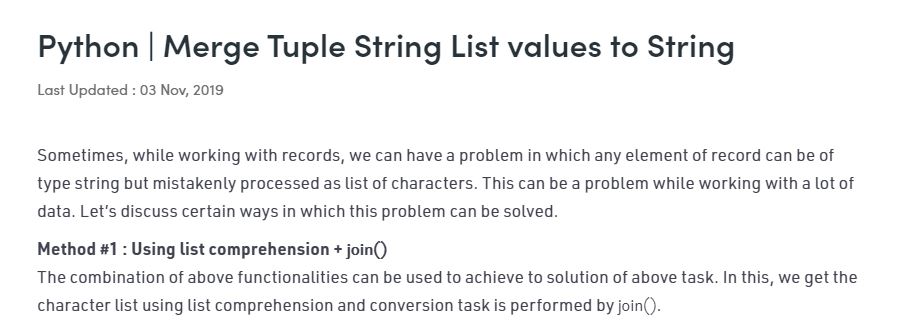 Python | Merge Tuple String List values to String
Last Updated : 03 Nov, 2019
Sometimes, while working with records, we can have a problem in which any element of record can be of
type string but mistakenly processed as list of characters. This can be a problem while working with a lot of
data. Let’s discuss certain ways in which this problem can be solved.
Method #1 : Using list comprehension + join()
The combination of above functionalities can be used to achieve to solution of above task. In this, we get the
character list using list comprehension and conversion task is performed by join().